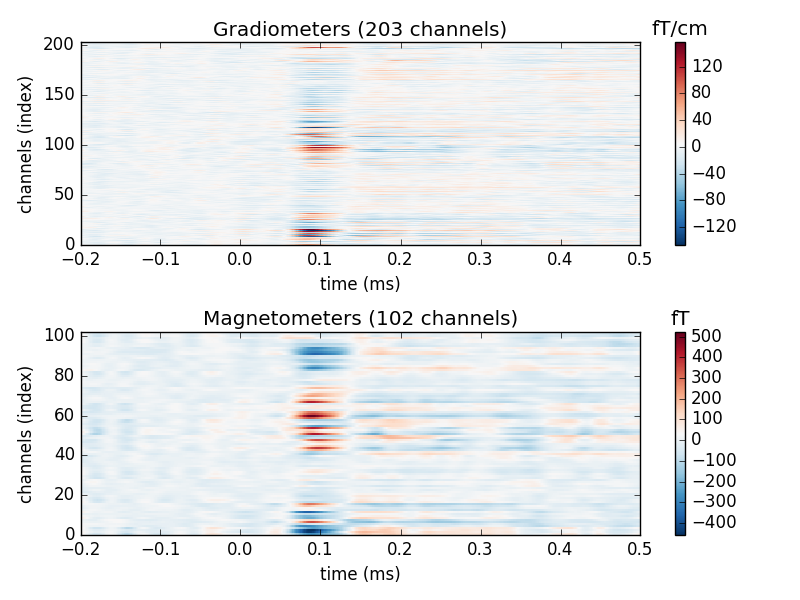 Gradiometers (203 channels)
fT/cm
channels (index)
200
150
100
50
0
−0.2 −0.1 0.0 0.1 0.2 0.3 0.4 0.5
time (ms)
120
80
40
0
−40
−80
−120
Magnetometers (102 channels)
fT
channels (index)
100
80
60
40
20
0
−0.2 −0.1 0.0 0.1 0.2 0.3 0.4 0.5
time (ms)
500
400
300
200
100
0
−100
−200
−300
−400